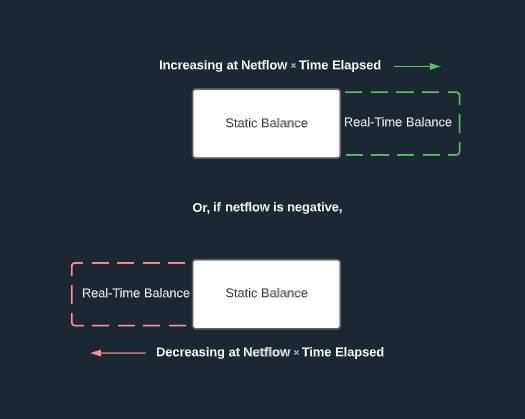 Increasing at Netflow × Time Elapsed
Static Balance
Real-Time Balance
Or, if netflow is negative,
Real-Time Balance
Static Balance
Decreasing at Netflow × Time Elapsed